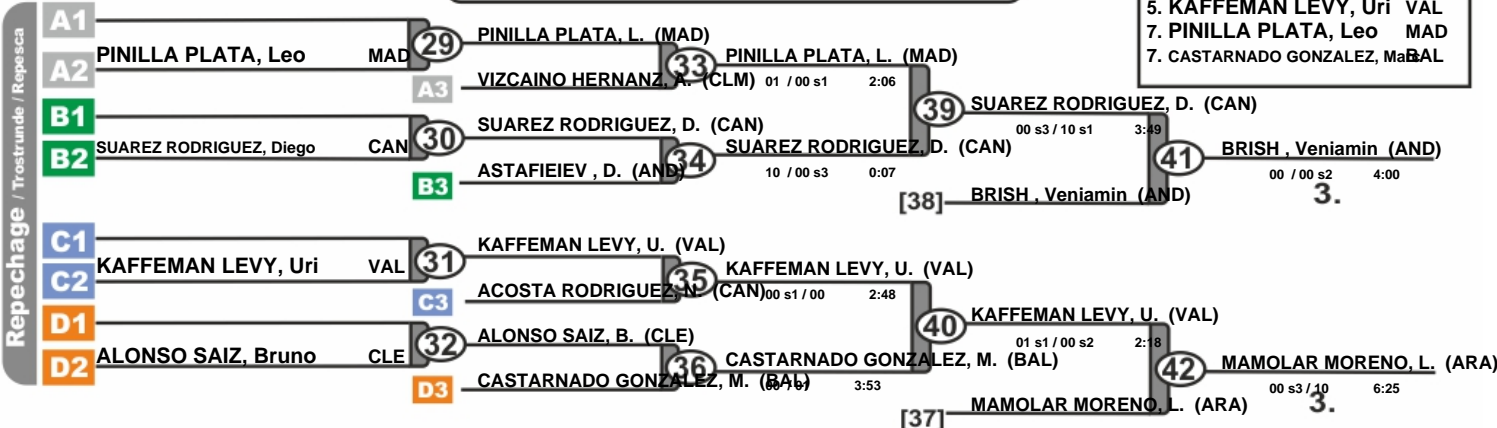 5. KAFFEMAN LEVY, Uri VAL
7. PINILLA PLATA, Leo MAD
7. CASTARNADO GONZALEZ, BAL
Repechage / Trostrunde / Repesca
A1
A2
PINILLA PLATA, Leo MAD
B1
B2
SUAREZ RODRIGUEZ, Diego CAN
C1
C2
KAFFEMAN LEVY, Uri VAL
D1
D2
ALONSO SAIZ, Bruno CLE
29
PINILLA PLATA, L. (MAD)
A3
VIZCAINO HERNANZ, A. (CLM)
30
SUAREZ RODRIGUEZ, D. (CAN)
B3
ASTAFIEIEV , D. (AND)
31
KAFFEMAN LEVY, U. (VAL)
C3
ACOSTA RODRIGUEZ, N. (CAN)
32
ALONSO SAIZ, B. (CLE)
D3
CASTARNADO GONZALEZ, M. (BAL)
33
PINILLA PLATA, L. (MAD)
01 / 00 s1 2:06
34
SUAREZ RODRIGUEZ, D. (CAN)
10 / 00 s3 0:07
35
KAFFEMAN LEVY, U. (VAL)
00 s1 / 00 2:48
36
CASTARNADO GONZALEZ, M. (BAL)
3:53
39
SUAREZ RODRIGUEZ, D. (CAN)
00 s3 / 10 s1 3:49
[38]
BRISH , Veniamin (AND)
40
KAFFEMAN LEVY, U. (VAL)
01 s1 / 00 s2 2:18
[37]
MAMOLAR MORENO, L. (ARA)
41
BRISH , Veniamin (AND)
00 / 00 s2 4:00
3.
42
MAMOLAR MORENO, L. (ARA)
00 s3 / 10 6:25
3.